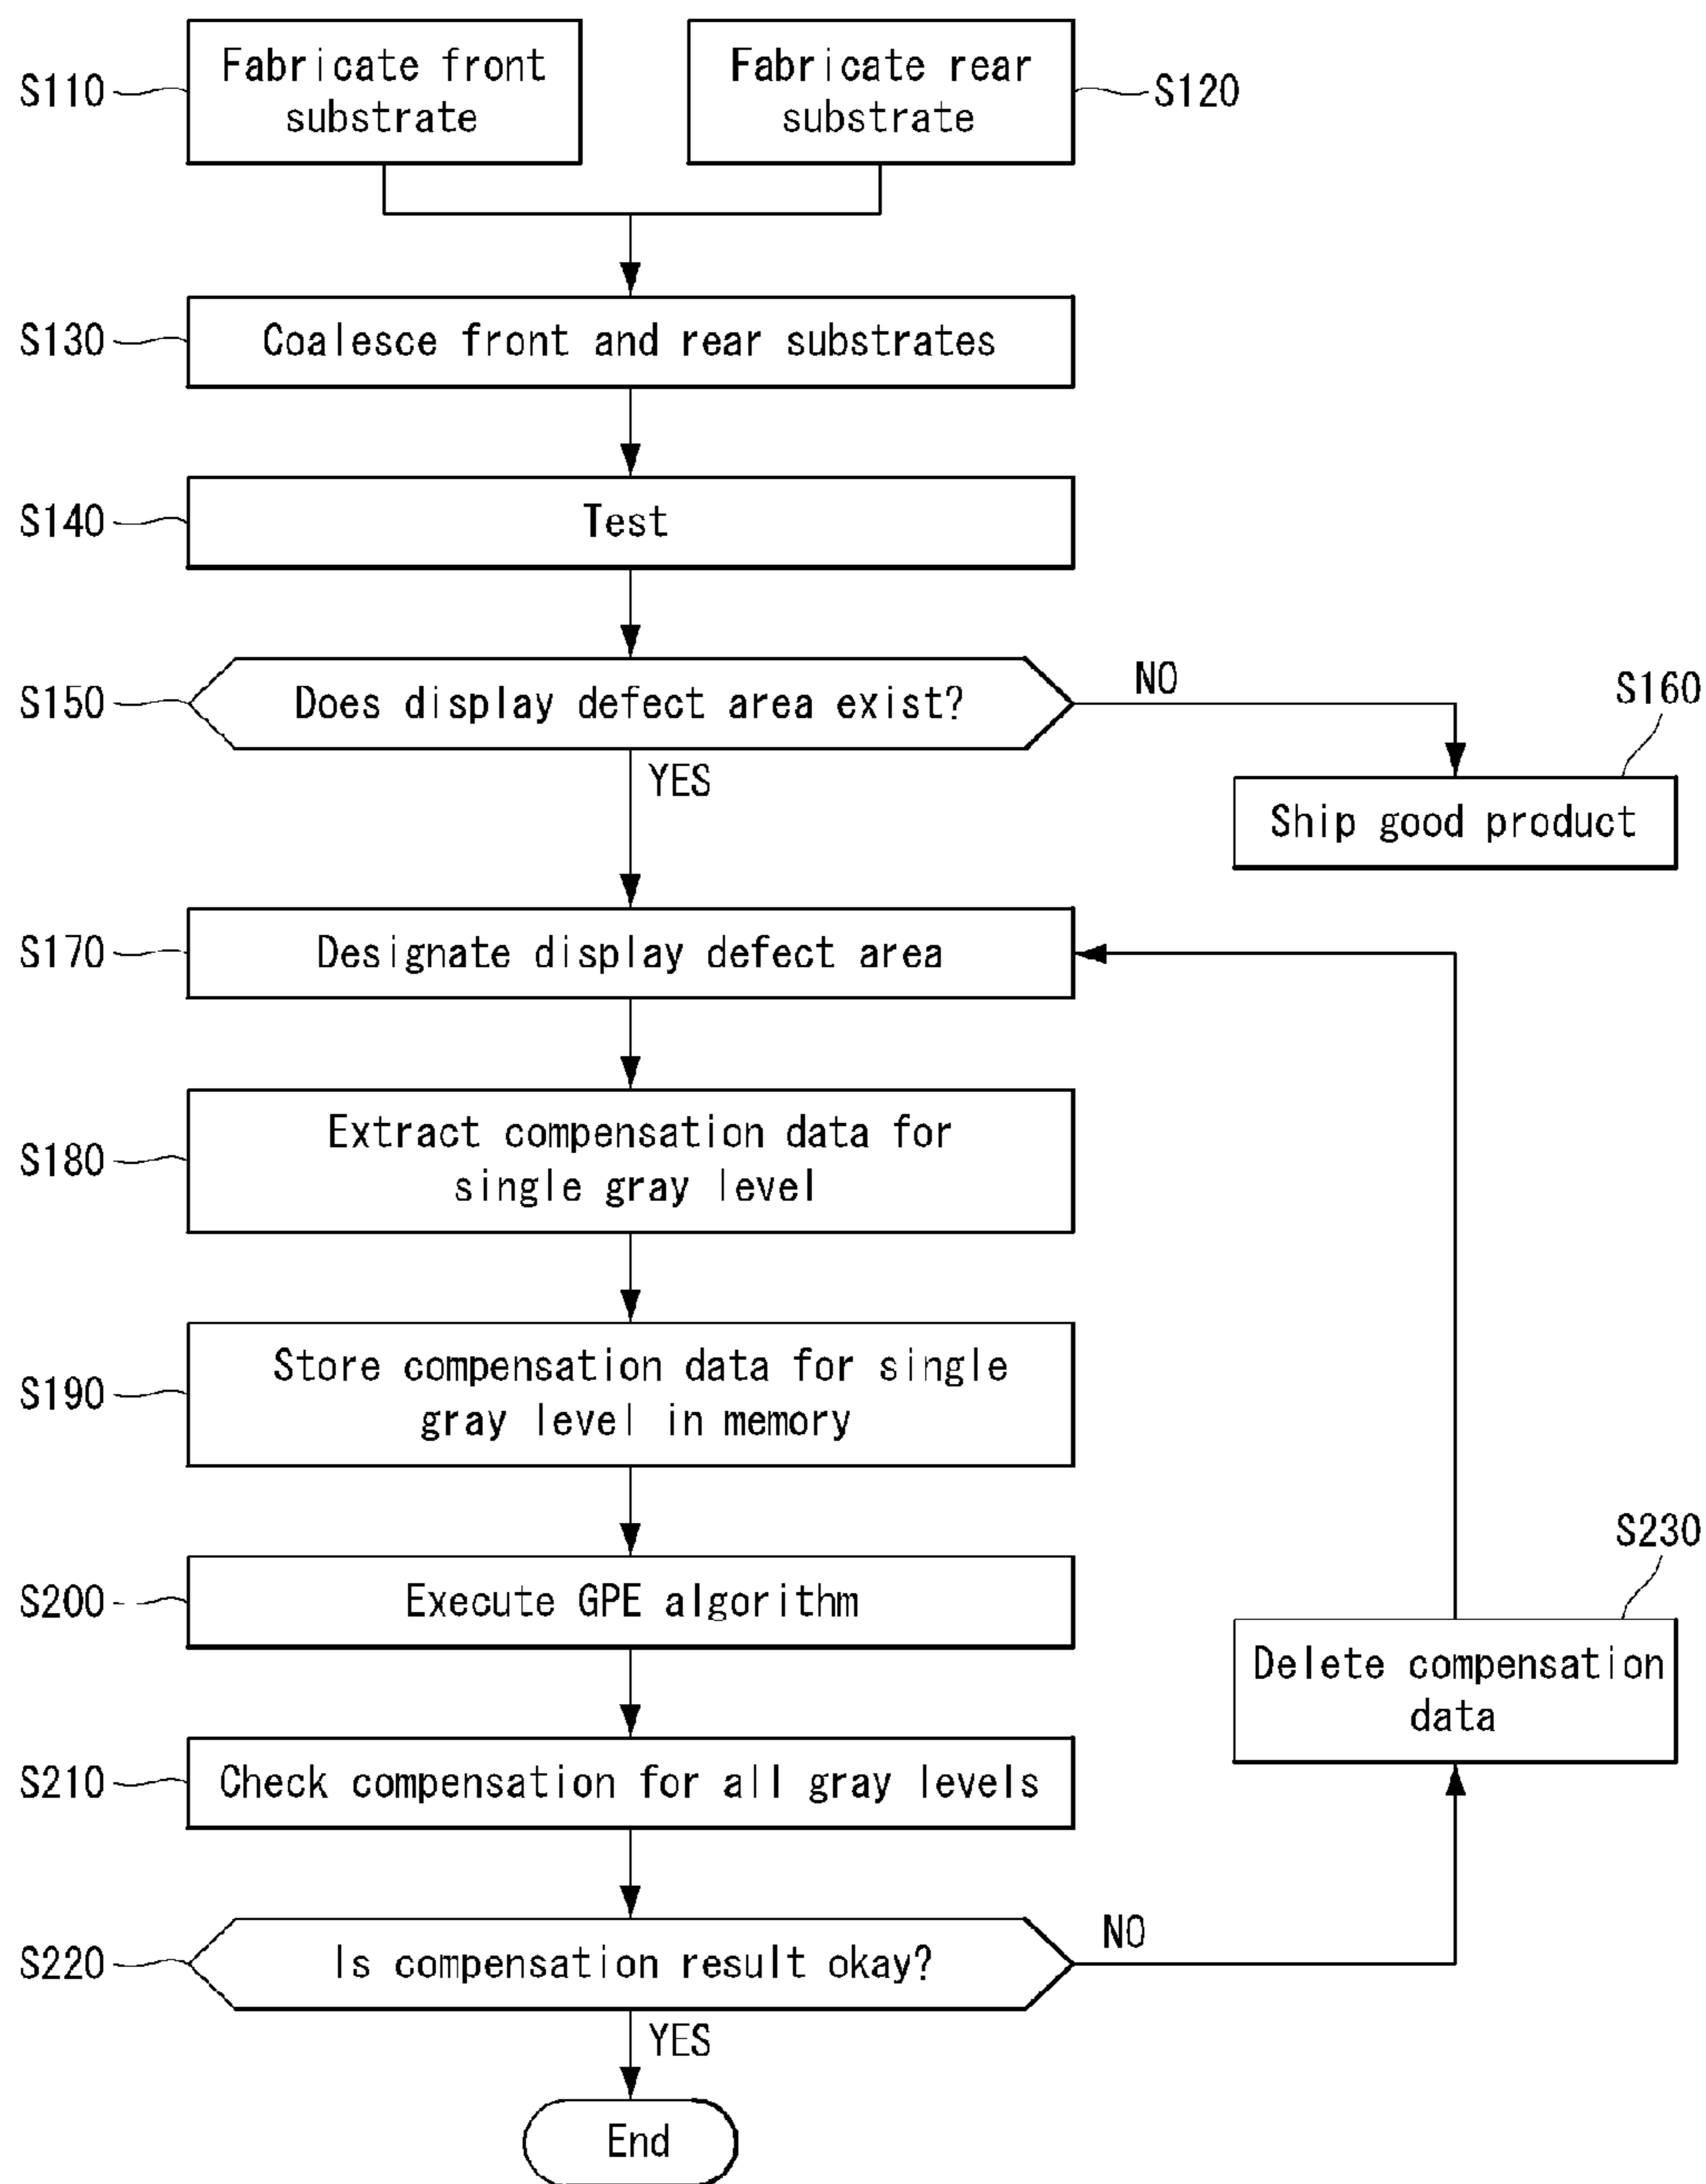 S110
Fabricate front
substrate
Fabricate rear
substrate
S120
S130
Coalesce front and rear substrates
S140
Test
S150
Does display defect area exist?
NO
S160
YES
Ship good product
S170
Designate display defect area
S180
Extract compensation data for
single gray level
S190
Store compensation data for single
gray level in memory
S200
Execute GPE algorithm
S230
Delete compensation
data
S210
Check compensation for all gray levels
S220
Is compensation result okay?
NO
YES
End